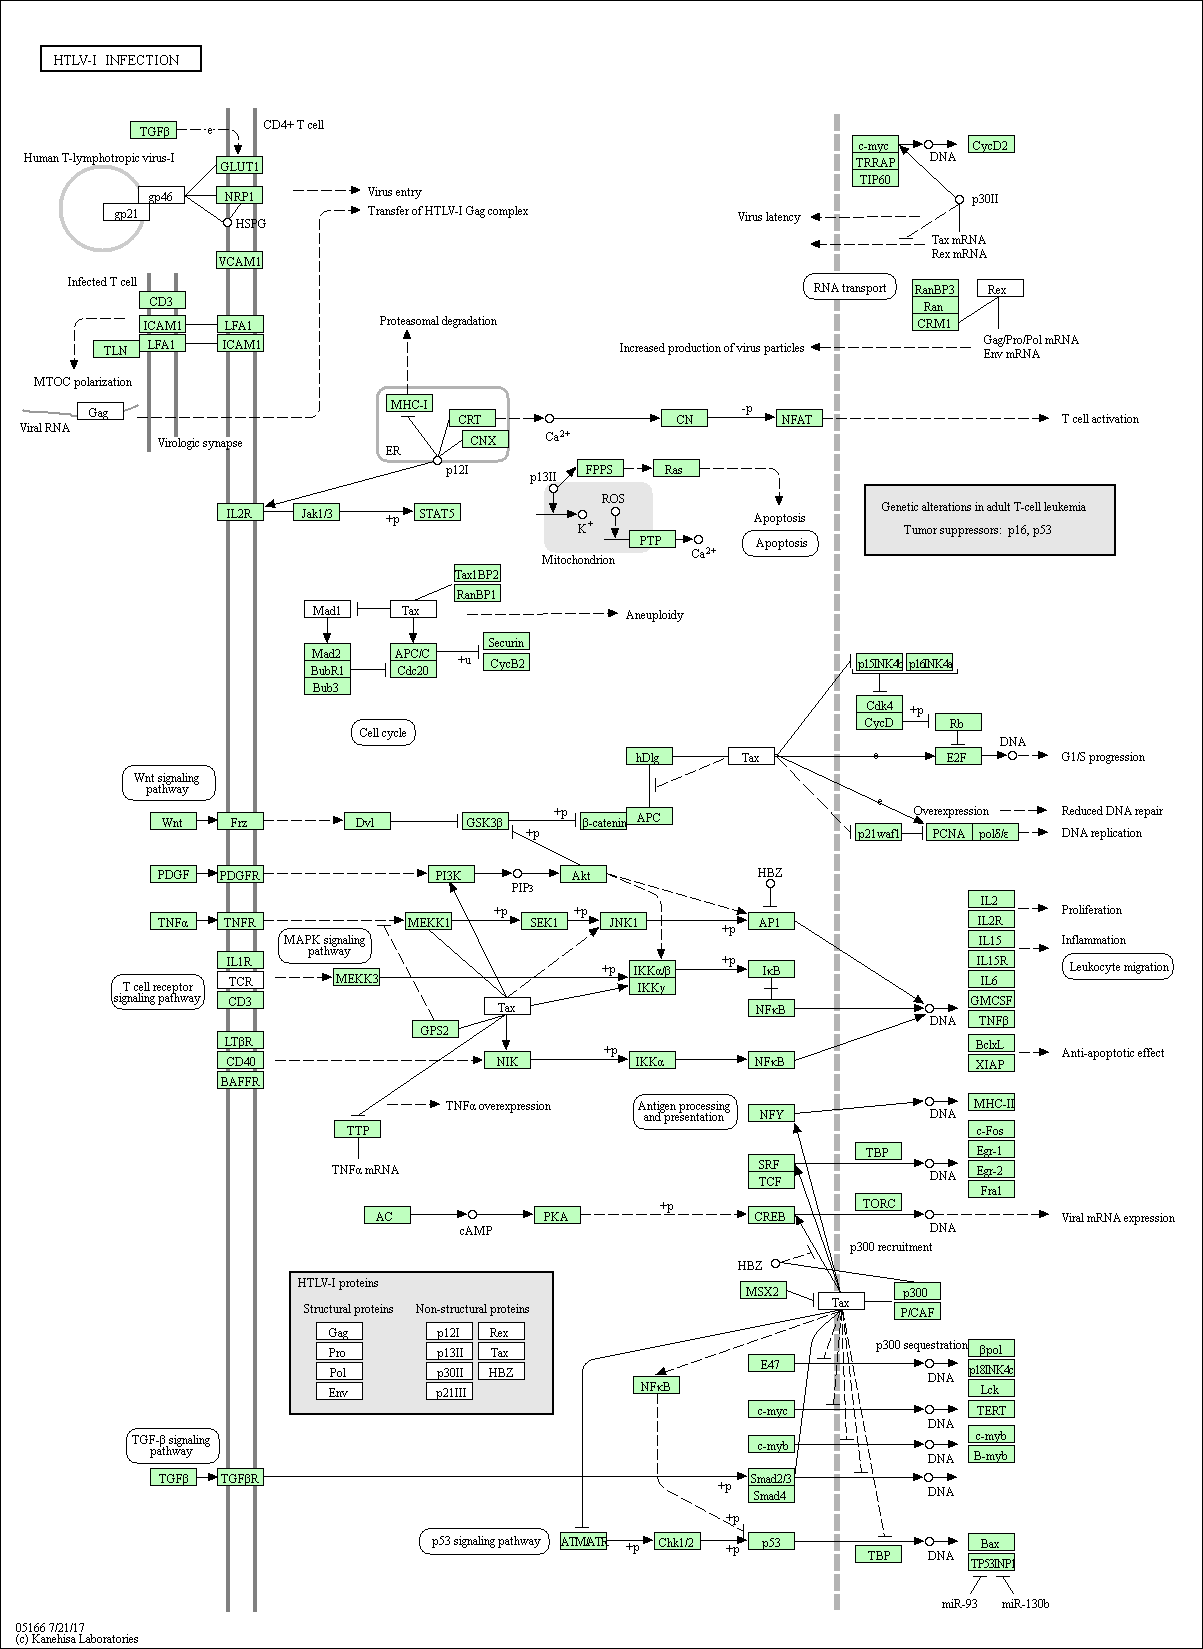 HTLV-I INFECTION
TGFβ
e
CD4+ T cell
Human T-lymphotropic virus-I
GLUT1
gp46
NRP1
gp21
HSPG
Virus entry
Transfer of HTLV-I Gag complex
VCAM1
c-myc
DNA
CycD2
TRRAP
TIP60
p30II
Virus latency
Tax mRNA
Rex mRNA
Infected T cell
CD3
ICAM1
LFA1
TLN
LFA1
ICAM1
MTOC polarization
Gag
Viral RNA
Virologic synapse
RNA transport
RanBP3
Rex
Ran
CRM1
Gag/Pro/Pol mRNA
Env mRNA
Increased production of virus particles
Proteasomal degradation
MHC-I
CRT
CNX
ER
p12I
Ca2+
CN
-p
NFAT
T cell activation
IL2R
Jak1/3
+p
STAT5
p13II
FPPS
Ras
ROS
K+
PTP
Ca2+
Mitochondrion
Apoptosis
Apoptosis
Genetic alterations in adult T-cell leukemia
Tumor suppressors: p16, p53
Tax1BP2
RanBP1
Mad1
Tax
Aneuploidy
Mad2
BubR1
Bub3
APC/C
Cdc20
+u
Securin
CycB2
Cell cycle
p15INK4b
p16INK4a
Cdk4
CycD
+p
Rb
hDlg
Tax
e
E2F
DNA
G1/S progression
Wnt signaling
pathway
Wnt
Frz
Dvl
GSK3β
+p
+p
β-catenin
APC
e
Overexpression
Reduced DNA repair
p21waf1
PCNA
polδ/ε
DNA replication
PDGF
PDGFR
PI3K
PIP3
Akt
HBZ
TNFα
TNFR
MEKK1
+p
SEK1
+p
JNK1
+p
AP1
MAPK signaling
pathway
IL1R
TCR
CD3
T cell receptor
signaling pathway
MEKK3
+p
IKKα/β
IKKγ
+p
IκB
NFκB
Tax
GPS2
DNA
IL2
IL2R
IL15
IL15R
IL6
GMCSF
TNFβ
BclxL
XIAP
Proliferation
Inflammation
Leukocyte migration
Anti-apoptotic effect
LTβR
CD40
BAFFR
NIK
+p
IKKα
NFκB
TNFα overexpression
TTP
TNFα mRNA
Antigen processing
and presentation
NFY
DNA
MHC-II
SRF
TCF
TBP
DNA
c-Fos
Egr-1
Egr-2
Fra1
AC
cAMP
PKA
+p
CREB
TORC
DNA
Viral mRNA expression
p300 recruitment
HBZ
MSX2
Tax
p300
P/CAF
HTLV-I proteins
Structural proteins
Non-structural proteins
Gag
p12I
Rex
Pro
p13II
Tax
Pol
p30II
HBZ
Env
p21III
p300 sequestration
E47
DNA
βpol
p18INK4c
Lck
NFκB
c-myc
DNA
TERT
c-myb
DNA
c-myb
B-myb
TGF-β signaling
pathway
TGFβ
TGFβR
+p
Smad2/3
Smad4
DNA
p53 signaling pathway
ATM/ATR
+p
Chk1/2
+p
+p
p53
TBP
DNA
Bax
TP53INP1
miR-93
miR-130b
05166 7/21/17
(c) Kanehisa Laboratories